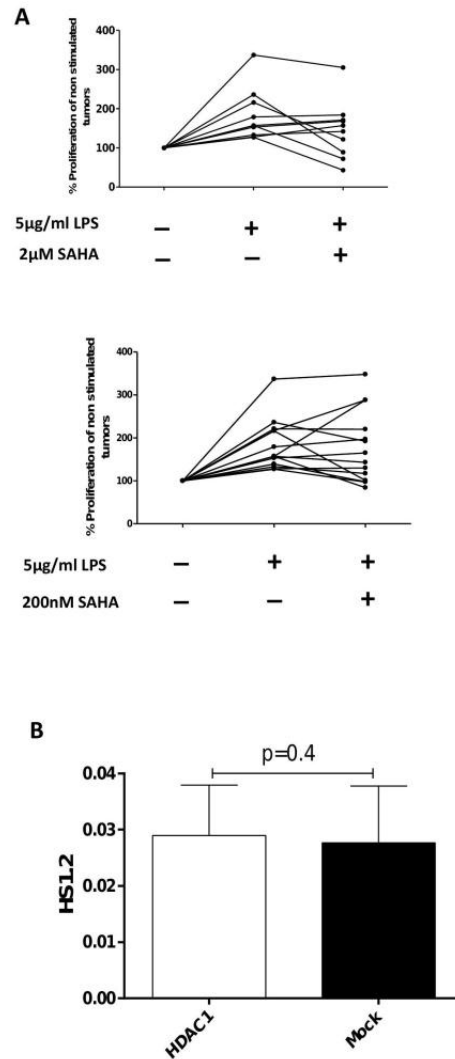 A
% Proliferation of non stimulated
tumors
400
300
200
100
0
5µg/ml LPS − + +
2µM SAHA − − +
% Proliferation of non stimulated
tumors
400
300
200
100
0
5µg/ml LPS − + +
200nM SAHA − − +
B
p=0.4
HS1.2
0.04
0.03
0.02
0.01
0.00
HDAC1
Mock